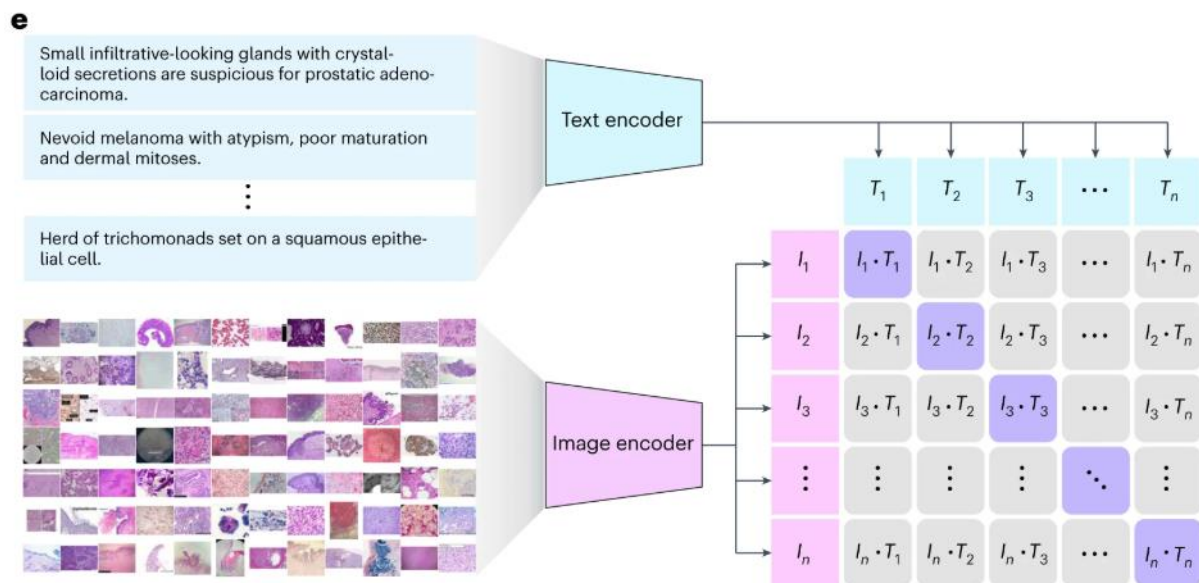 e
Small infiltrative-looking glands with crystal-
loid secretions are suspicious for prostatic adeno-
carcinoma.
Nevoid melanoma with atypism, poor maturation
and dermal mitoses.
⋮
Herd of trichomonads set on a squamous epithe-
lial cell.
Text encoder
Image encoder
T1 T2 T3 ... Tn
I1 I1 · T1 I1 · T2 I1 · T3 ... I1 · Tn
I2 I2 · T1 I2 · T2 I2 · T3 ... I2 · Tn
I3 I3 · T1 I3 · T2 I3 · T3 ... I3 · Tn
⋮ ⋮ ⋮ ⋮ ⋱ ⋮
In In · T1 In · T2 In · T3 ... In · Tn